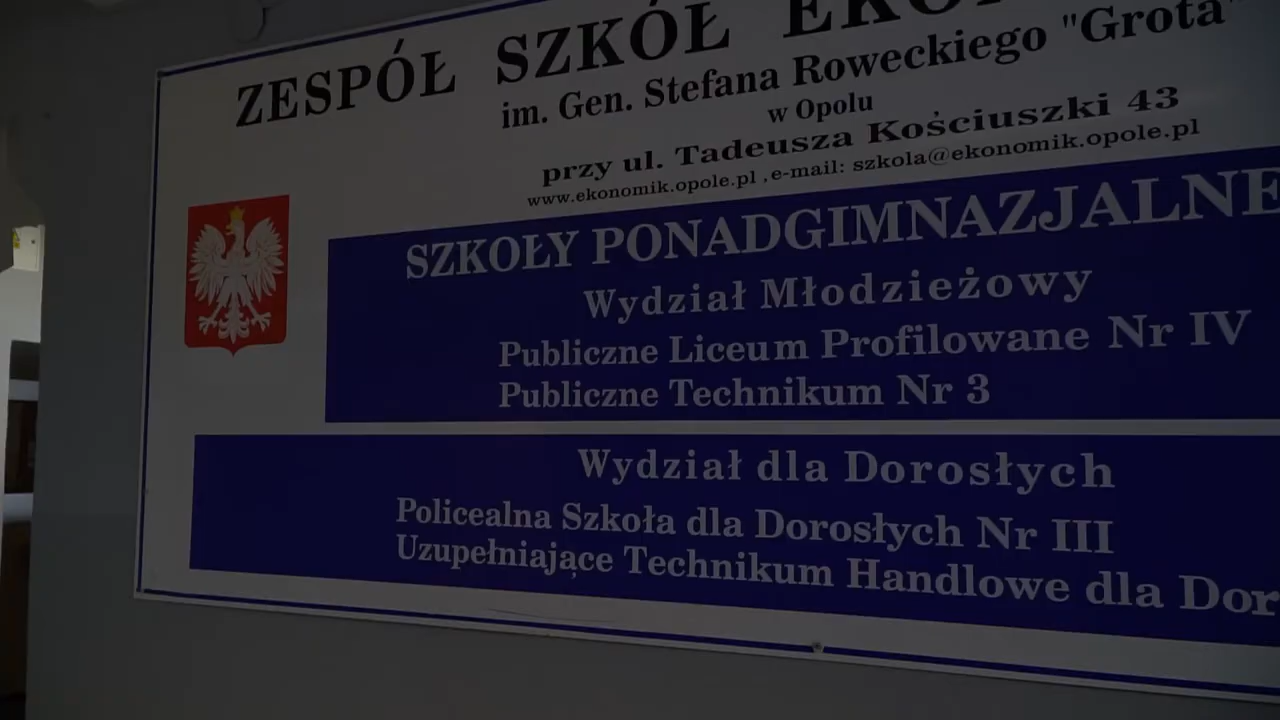 ZESPÓŁ SZKÓŁ
im. Gen. Stefana Roweckiego "Grota"
w Opolu
przy ul. Tadeusza Kościuszki 43
www.ekonomik.opole.pl ,e-mail: szkola@ekonomik.opole.pl
SZKOŁY PONADGIMNAZJALNE
Wydział Młodzieżowy
Publiczne Liceum Profilowane Nr IV
Publiczne Technikum Nr 3
Wydział dla Dorosłych
Policealna Szkoła dla Dorosłych Nr III
Uzupełniające Technikum Handlowe dla